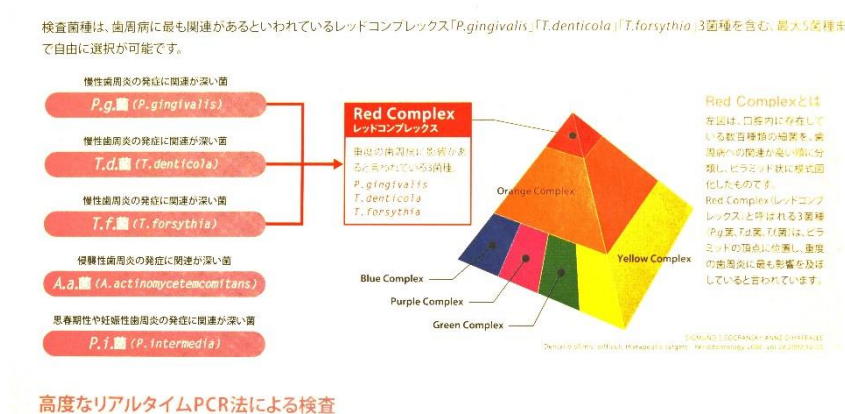 検査菌種は、歯周病に最も関連があるといわれているレッドコンプレックス「P.gingivalis」「T.denticola」「T.forsythia」3菌種を含む、最大5菌種ま
で自由に選択が可能です。
慢性歯周炎の発症に関連が深い菌
P.g.菌 (P.gingivalis)
慢性歯周炎の発症に関連が深い菌
T.d.菌 (T.denticola)
慢性歯周炎の発症に関連が深い菌
T.f.菌 (T.forsythia)
侵襲性歯周炎の発症に関連が深い菌
A.a.菌 (A.actinomycetemcomitans)
思春期性や妊娠性歯周炎の発症に関連が深い菌
P.i.菌 (P.intermedia)
Red Complex
レッドコンプレックス
重度の歯周病に影響があ
ると言われている3菌種
P.gingivalis
T.denticola
T.forsythia
Orange Complex
Yellow Complex
Blue Complex
Purple Complex
Green Complex
Red Complexとは
左図は、口腔内に存在して
いる数百種類の細菌を、歯
周病への関連が高い順に分
類し、ピラミッド状に模式図
化したものです。
Red Complex(レッドコンプ
レックス)と呼ばれる3菌種
(P.g.菌、T.d.菌、T.f.菌)は、ピラ
ミッドの頂点に位置し、重度
の歯周炎に最も影響を及ぼ
していると言われています。
SIGMUND S.SOCRANSKY ANNE D.HAFFAJEE
高度なリアルタイムPCR法による検査